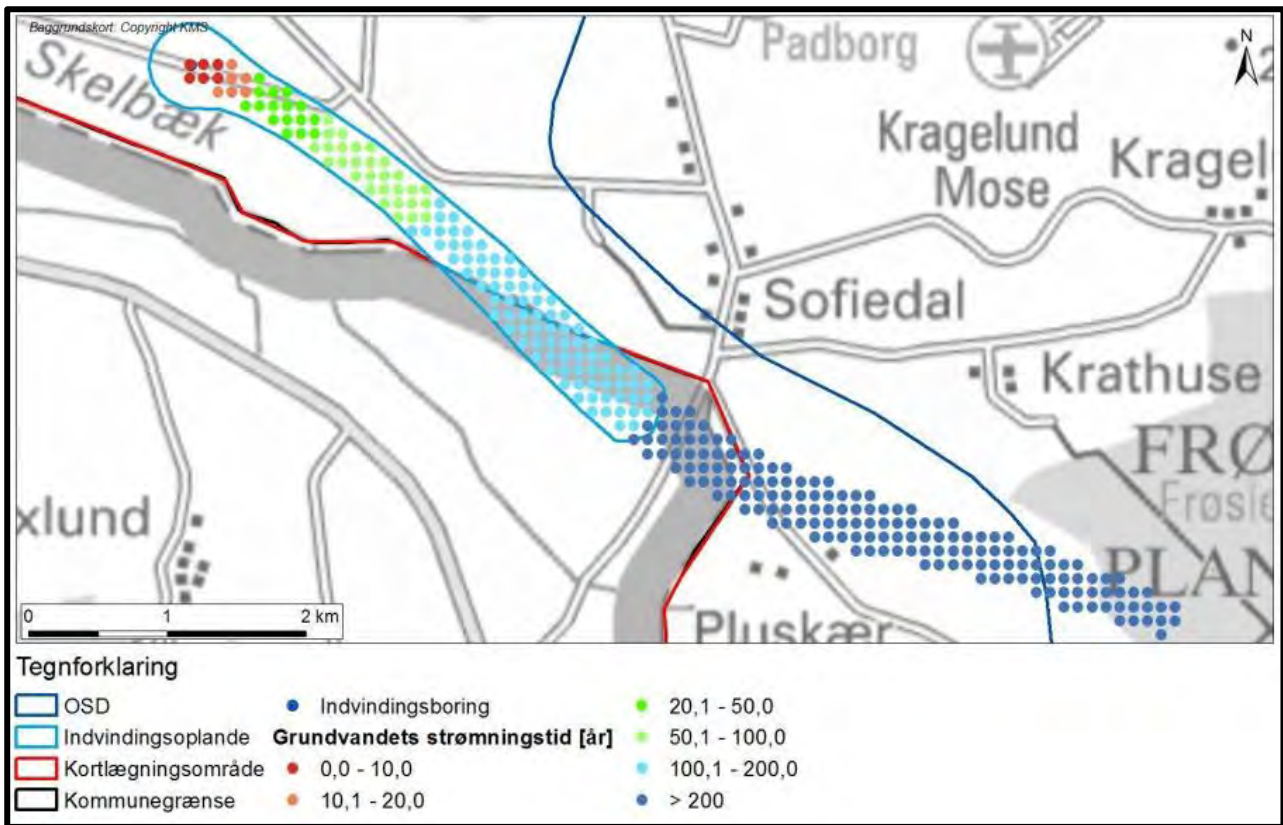 Baggrundskort: Copyright KMS
Padborg
N
Skelbæk
Kragelund
Mose
Kragel
Sofiedal
Krathuse
FRØ
Frøsle
xlund
PLAN
0 1 2 km
Pluskær
Tegnforklaring
OSD
Indvindingsoplande
Kortlægningsområde
Kommunegrænse
Indvindingsboring
Grundvandets strømningstid [år]
0,0 - 10,0
10,1 - 20,0
20,1 - 50,0
50,1 - 100,0
100,1 - 200,0
> 200